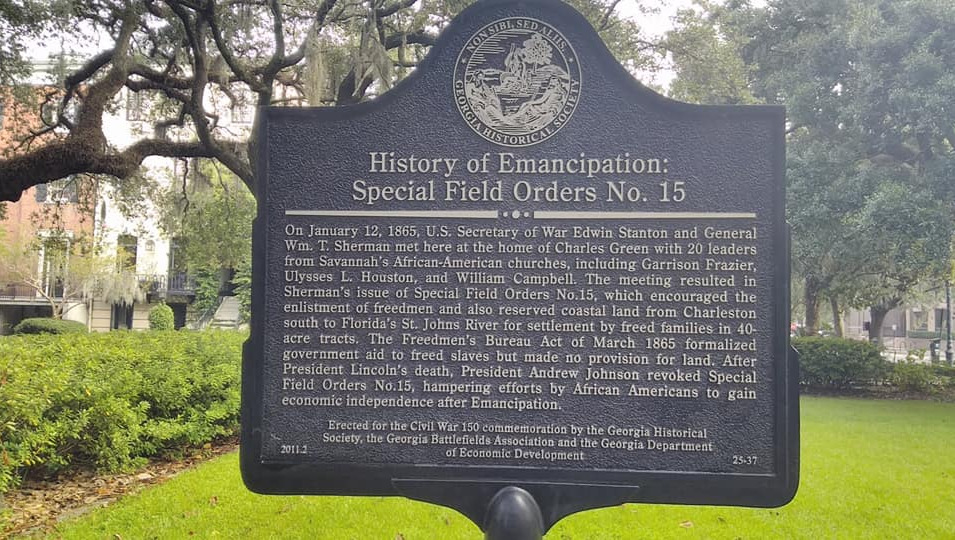 NON SIBI, SED ALIIS.
GEORGIA HISTORICAL SOCIETY
History of Emancipation:
Special Field Orders No. 15
On January 12, 1865, U.S. Secretary of War Edwin Stanton and General
Wm. T. Sherman met here at the home of Charles Green with 20 leaders
from Savannah's African-American churches, including Garrison Frazier,
Ulysses L. Houston, and William Campbell. The meeting resulted in
Sherman's issue of Special Field Orders No.15, which encouraged the
enlistment of freedmen and also reserved coastal land from Charleston
south to Florida's St. Johns River for settlement by freed families in 40-
acre tracts. The Freedmen's Bureau Act of March 1865 formalized
government aid to freed slaves but made no provision for land. After
President Lincoln's death, President Andrew Johnson revoked Special
Field Orders No.15, hampering efforts by African Americans to gain
economic independence after Emancipation.
Erected for the Civil War 150 commemoration by the Georgia Historical
Society, the Georgia Battlefields Association and the Georgia Department
of Economic Development
2011.2
25-37